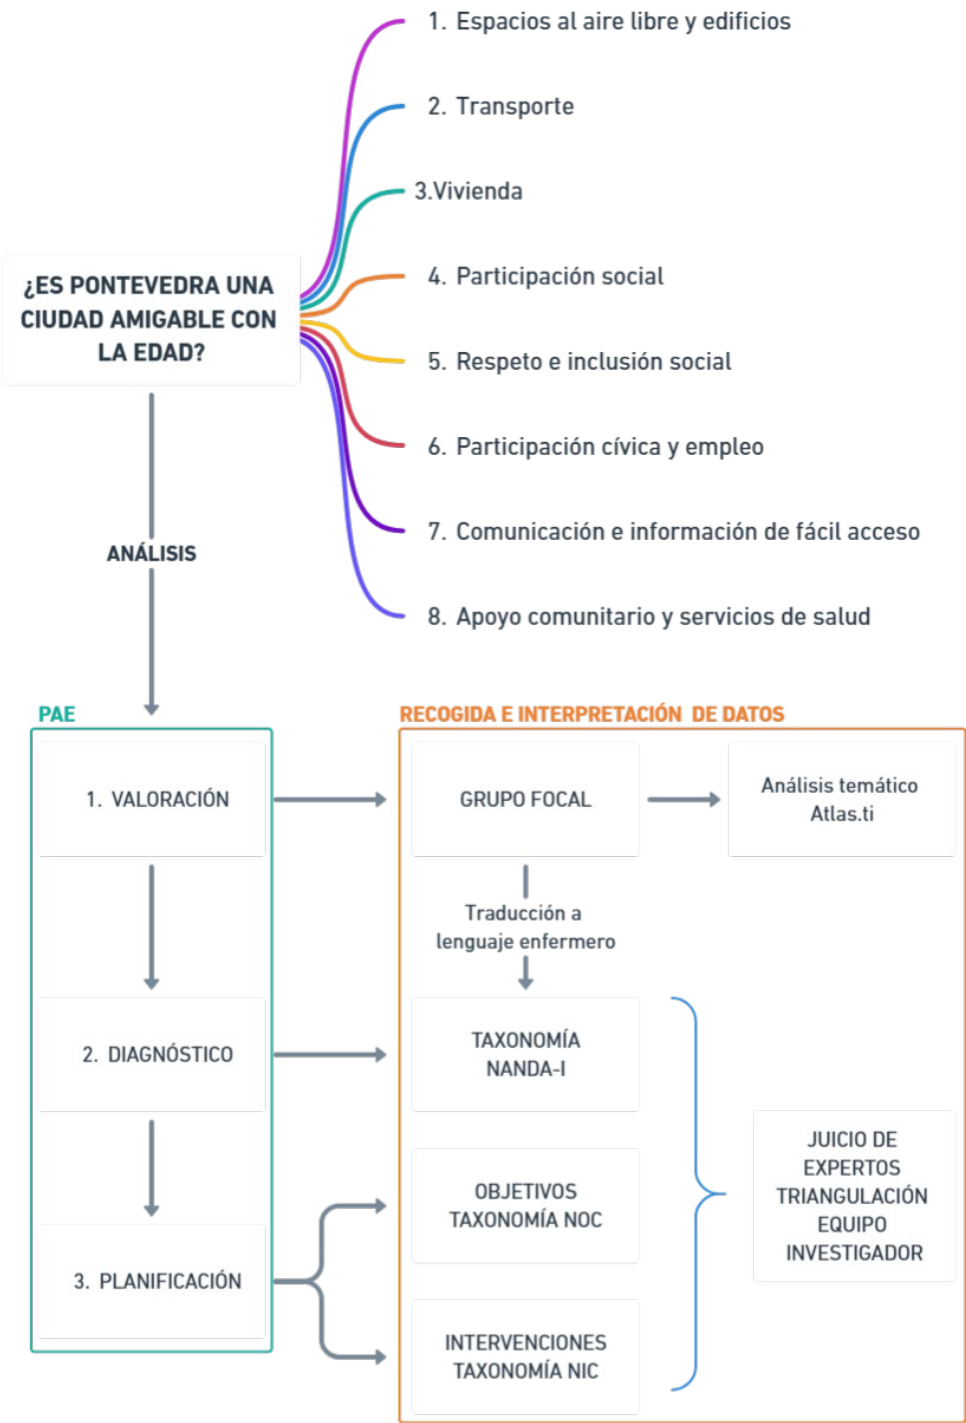 1. Espacios al aire libre y edificios
2. Transporte
3.Vivienda
¿ES PONTEVEDRA UNA
CIUDAD AMIGABLE CON
LA EDAD?
4. Participación social
5. Respeto e inclusión social
6. Participación cívica y empleo
7. Comunicación e información de fácil acceso
8. Apoyo comunitario y servicios de salud
ANÁLISIS
PAE
RECOGIDA E INTERPRETACIÓN DE DATOS
1. VALORACIÓN
GRUPO FOCAL
Análisis temático
Atlas.ti
Traducción a
lenguaje enfermero
2. DIAGNÓSTICO
TAXONOMÍA
NANDA-I
OBJETIVOS
TAXONOMÍA NOC
3. PLANIFICACIÓN
INTERVENCIONES
TAXONOMÍA NIC
JUICIO DE
EXPERTOS
TRIANGULACIÓN
EQUIPO
INVESTIGADOR